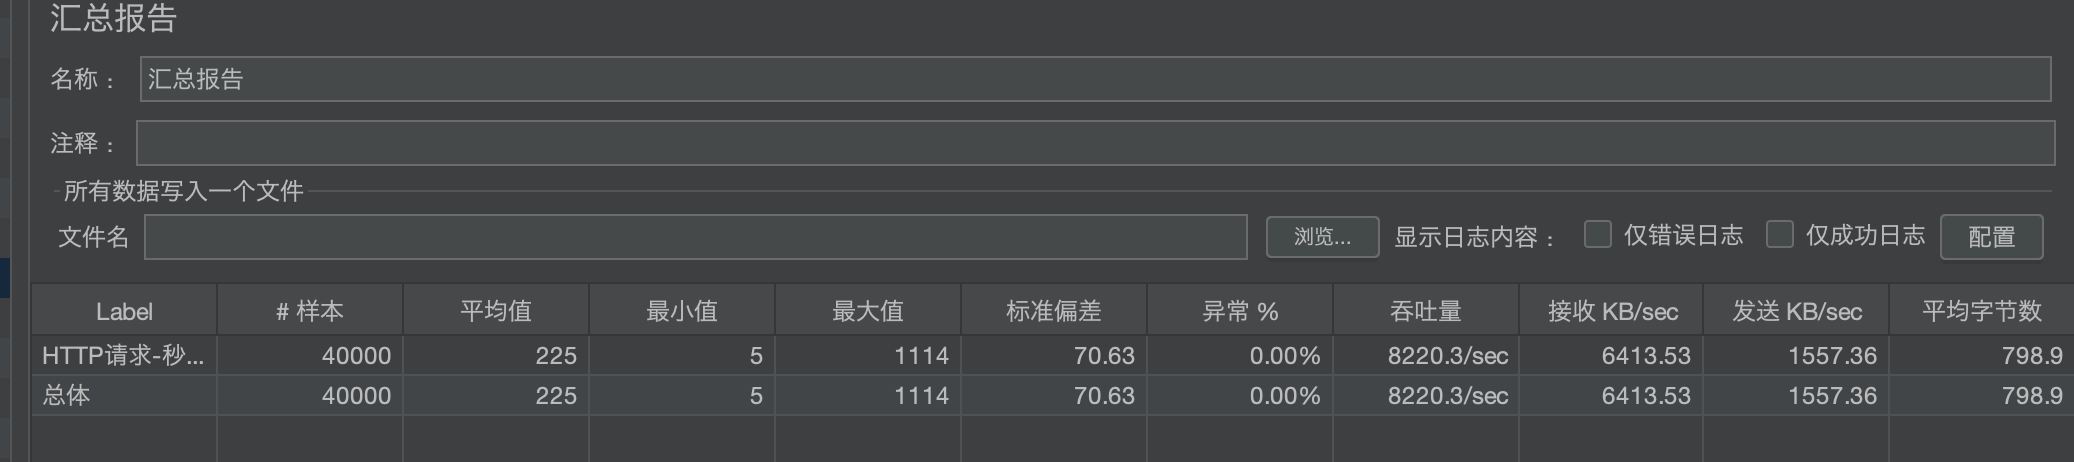 汇总报告
名称： 汇总报告
注释：
所有数据写入一个文件
文件名 浏览... 显示日志内容： 仅错误日志 仅成功日志 配置
Label # 样本 平均值 最小值 最大值 标准偏差 异常 % 吞吐量 接收 KB/sec 发送 KB/sec 平均字节数
HTTP请求-秒... 40000 225 5 1114 70.63 0.00% 8220.3/sec 6413.53 1557.36 798.9
总体 40000 225 5 1114 70.63 0.00% 8220.3/sec 6413.53 1557.36 798.9